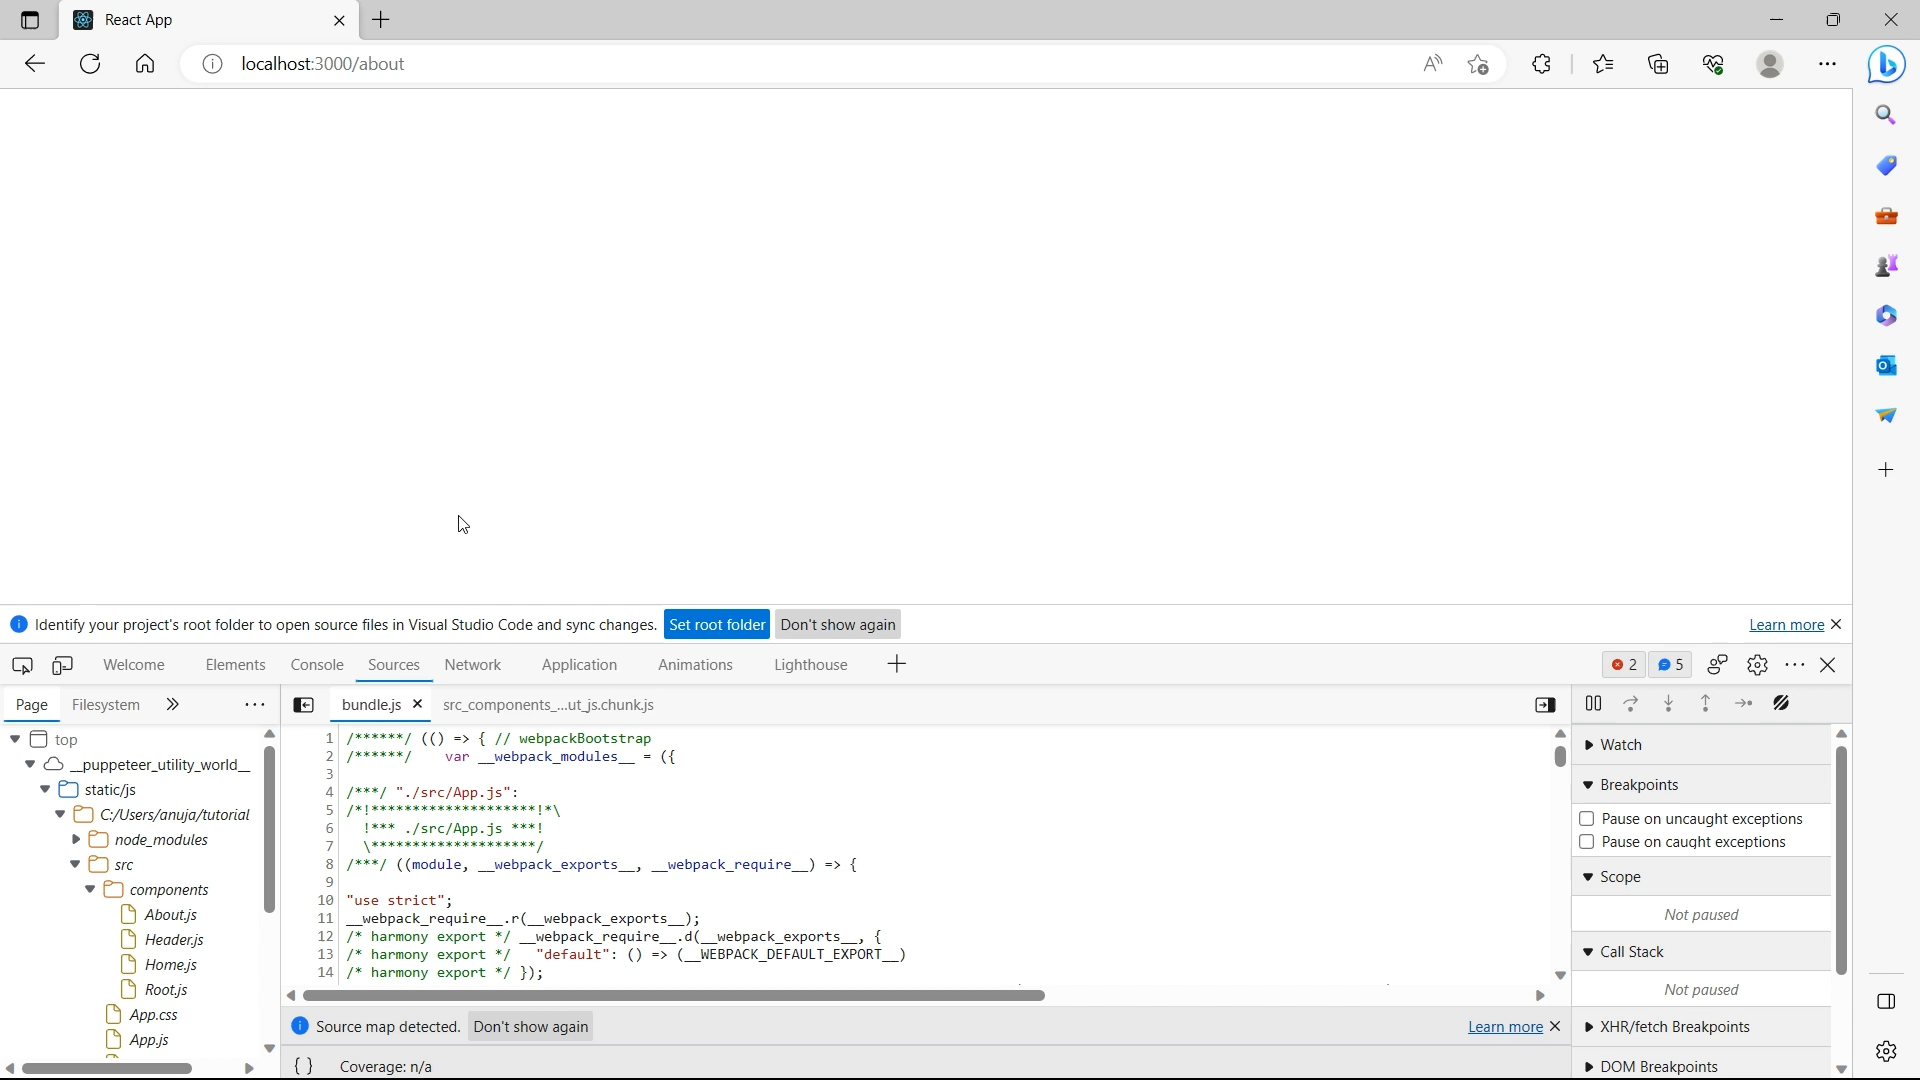 React App
localhost:3000/about
Identify your project's root folder to open source files in Visual Studio Code and sync changes. Set root folder Don't show again Learn more
Welcome Elements Console Sources Network Application Animations Lighthouse 2 5
Page Filesystem
bundle.js src_components_...ut_js.chunk.js
top
__puppeteer_utility_world__
static/js
C:/Users/anuja/tutorial
node_modules
src
components
About.js
Header.js
Home.js
Root.js
App.css
App.js
1 /******/ (() => { // webpackBootstrap
2 /******/ var __webpack_modules__ = ({
3
4 /***/ "./src/App.js":
5 /*!********************!*\
6 !*** ./src/App.js ***!
7 \********************/
8 /***/ ((module, __webpack_exports__, __webpack_require__) => {
9
10 "use strict";
11 __webpack_require__.r(__webpack_exports__);
12 /* harmony export */ __webpack_require__.d(__webpack_exports__, {
13 /* harmony export */ "default": () => (__WEBPACK_DEFAULT_EXPORT__)
14 /* harmony export */ });
Source map detected. Don't show again Learn more
{ } Coverage: n/a
Watch
Breakpoints
Pause on uncaught exceptions
Pause on caught exceptions
Scope
Not paused
Call Stack
Not paused
XHR/fetch Breakpoints
DOM Breakpoints